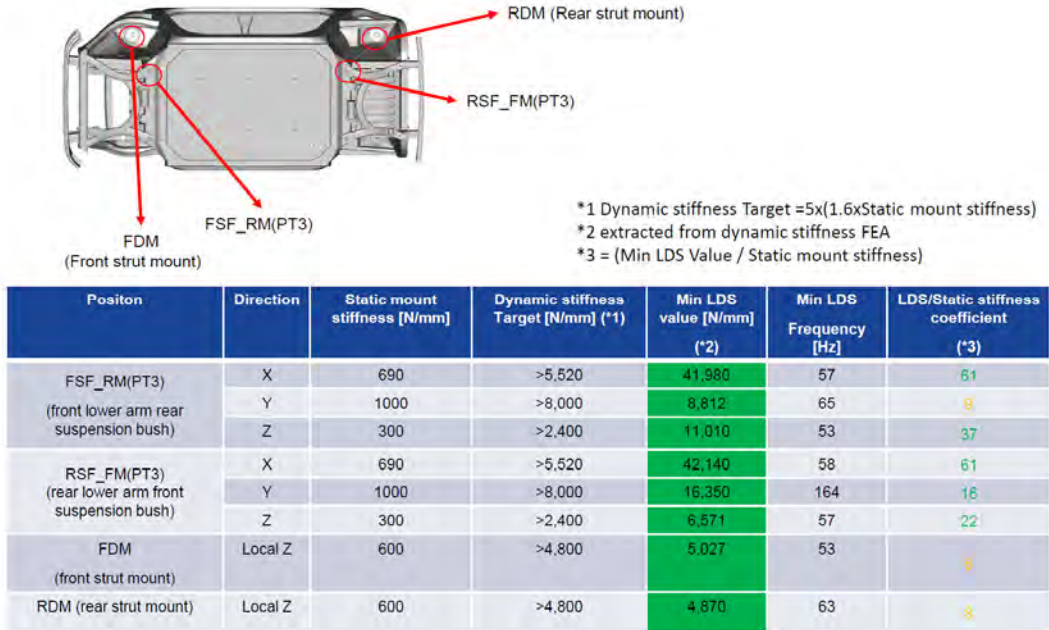 RDM (Rear strut mount)
RSF_FM(PT3)
FSF_RM(PT3)
FDM
(Front strut mount)
*1 Dynamic stiffness Target =5x(1.6xStatic mount stiffness)
*2 extracted from dynamic stiffness FEA
*3 = (Min LDS Value / Static mount stiffness)
Positon Direction Static mount stiffness [N/mm] Dynamic stiffness Target [N/mm] (*1) Min LDS value [N/mm] (*2) Min LDS Frequency [Hz] LDS/Static stiffness coefficient (*3)
FSF_RM(PT3) (front lower arm rear suspension bush)
X 690 >5,520 41,980 57 61
Y 1000 >8,000 8,812 65 9
Z 300 >2,400 11,010 53 37
RSF_FM(PT3) (rear lower arm front suspension bush)
X 690 >5,520 42,140 58 61
Y 1000 >8,000 16,350 164 16
Z 300 >2,400 6,571 57 22
FDM (front strut mount) Local Z 600 >4,800 5,027 53 8
RDM (rear strut mount) Local Z 600 >4,800 4,870 63 8